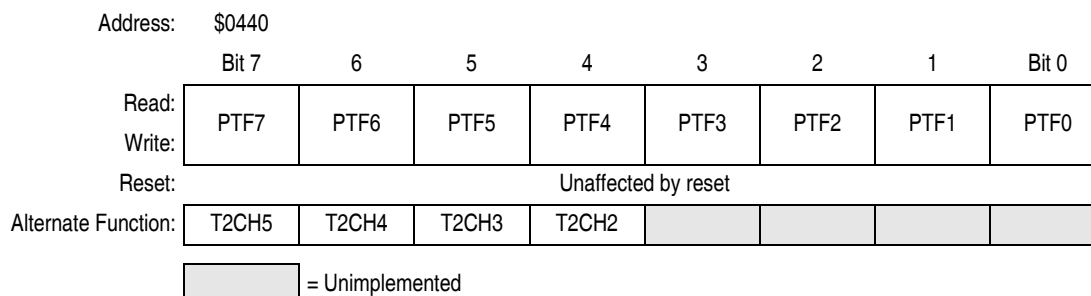 Address: $0440
Bit 7 6 5 4 3 2 1 Bit 0
Read:
PTF7 PTF6 PTF5 PTF4 PTF3 PTF2 PTF1 PTF0
Write:
Reset: Unaffected by reset
Alternate Function: T2CH5 T2CH4 T2CH3 T2CH2
= Unimplemented